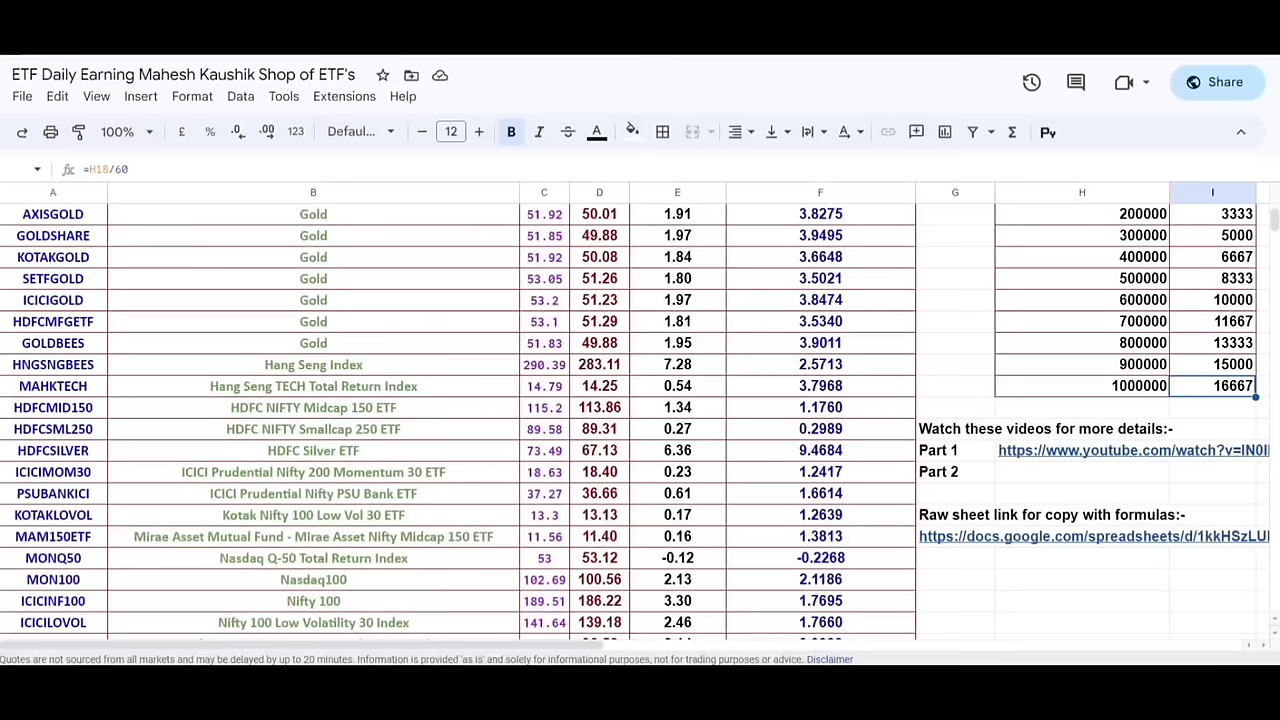 ETF Daily Earning Mahesh Kaushik Shop of ETF's
File Edit View Insert Format Data Tools Extensions Help
Share
100% £ % .0 .00 123 Defaul... − 12 + B I S A Σ Py
fx =H18/60
A B C D E F G H I
AXISGOLD Gold 51.92 50.01 1.91 3.8275 200000 3333
GOLDSHARE Gold 51.85 49.88 1.97 3.9495 300000 5000
KOTAKGOLD Gold 51.92 50.08 1.84 3.6648 400000 6667
SETFGOLD Gold 53.05 51.26 1.80 3.5021 500000 8333
ICICIGOLD Gold 53.2 51.23 1.97 3.8474 600000 10000
HDFCMFGETF Gold 53.1 51.29 1.81 3.5340 700000 11667
GOLDBEES Gold 51.83 49.88 1.95 3.9011 800000 13333
HNGSNGBEES Hang Seng Index 290.39 283.11 7.28 2.5713 900000 15000
MAHKTECH Hang Seng TECH Total Return Index 14.79 14.25 0.54 3.7968 1000000 16667
HDFCMID150 HDFC NIFTY Midcap 150 ETF 115.2 113.86 1.34 1.1760
HDFCSML250 HDFC NIFTY Smallcap 250 ETF 89.58 89.31 0.27 0.2989 Watch these videos for more details:-
HDFCSILVER HDFC Silver ETF 73.49 67.13 6.36 9.4684 Part 1 https://www.youtube.com/watch?v=IN0II
ICICIMOM30 ICICI Prudential Nifty 200 Momentum 30 ETF 18.63 18.40 0.23 1.2417 Part 2
PSUBANKICI ICICI Prudential Nifty PSU Bank ETF 37.27 36.66 0.61 1.6614
KOTAKLOVOL Kotak Nifty 100 Low Vol 30 ETF 13.3 13.13 0.17 1.2639 Raw sheet link for copy with formulas:-
MAM150ETF Mirae Asset Mutual Fund - Mirae Asset Nifty Midcap 150 ETF 11.56 11.40 0.16 1.3813 https://docs.google.com/spreadsheets/d/1kkHSzLUI
MONQ50 Nasdaq Q-50 Total Return Index 53 53.12 -0.12 -0.2268
MON100 Nasdaq100 102.69 100.56 2.13 2.1186
ICICINF100 Nifty 100 189.51 186.22 3.30 1.7695
ICICILOVOL Nifty 100 Low Volatility 30 Index 141.64 139.18 2.46 1.7660
Quotes are not sourced from all markets and may be delayed by up to 20 minutes. Information is provided 'as is' and solely for informational purposes, not for trading purposes or advice. Disclaimer